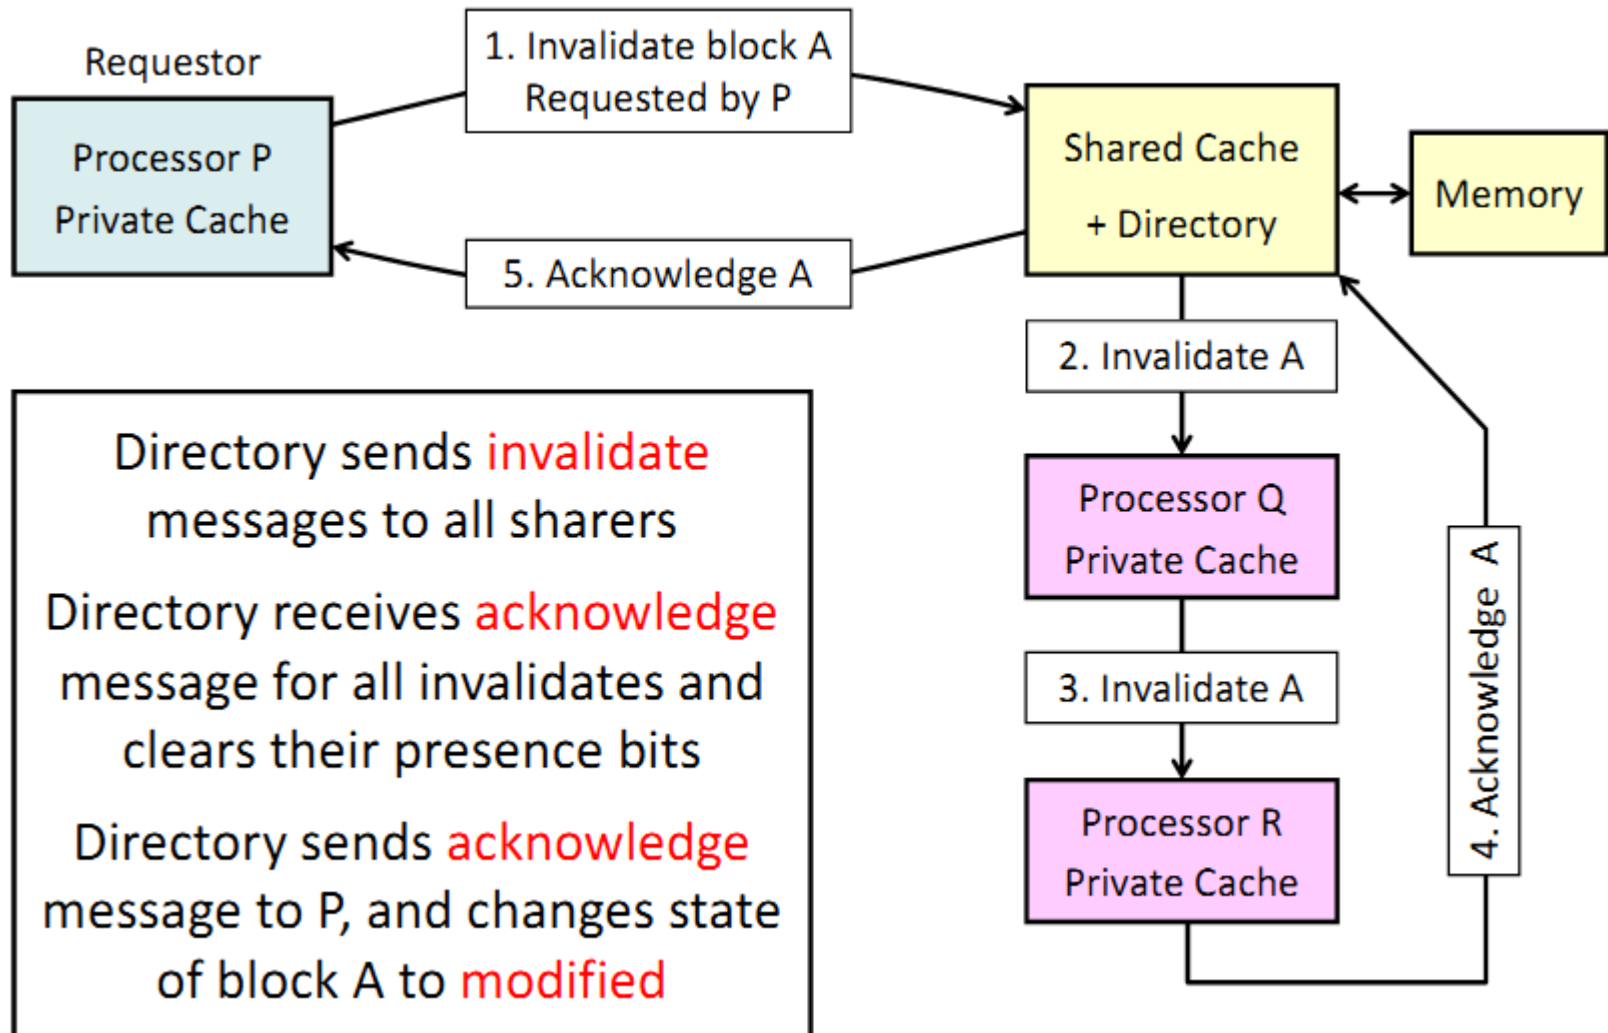 Requestor
Processor P
Private Cache
1. Invalidate block A
Requested by P
5. Acknowledge A
Shared Cache
+ Directory
Memory
2. Invalidate A
Processor Q
Private Cache
3. Invalidate A
Processor R
Private Cache
4. Acknowledge A
Directory sends invalidate
messages to all sharers
Directory receives acknowledge
message for all invalidates and
clears their presence bits
Directory sends acknowledge
message to P, and changes state
of block A to modified